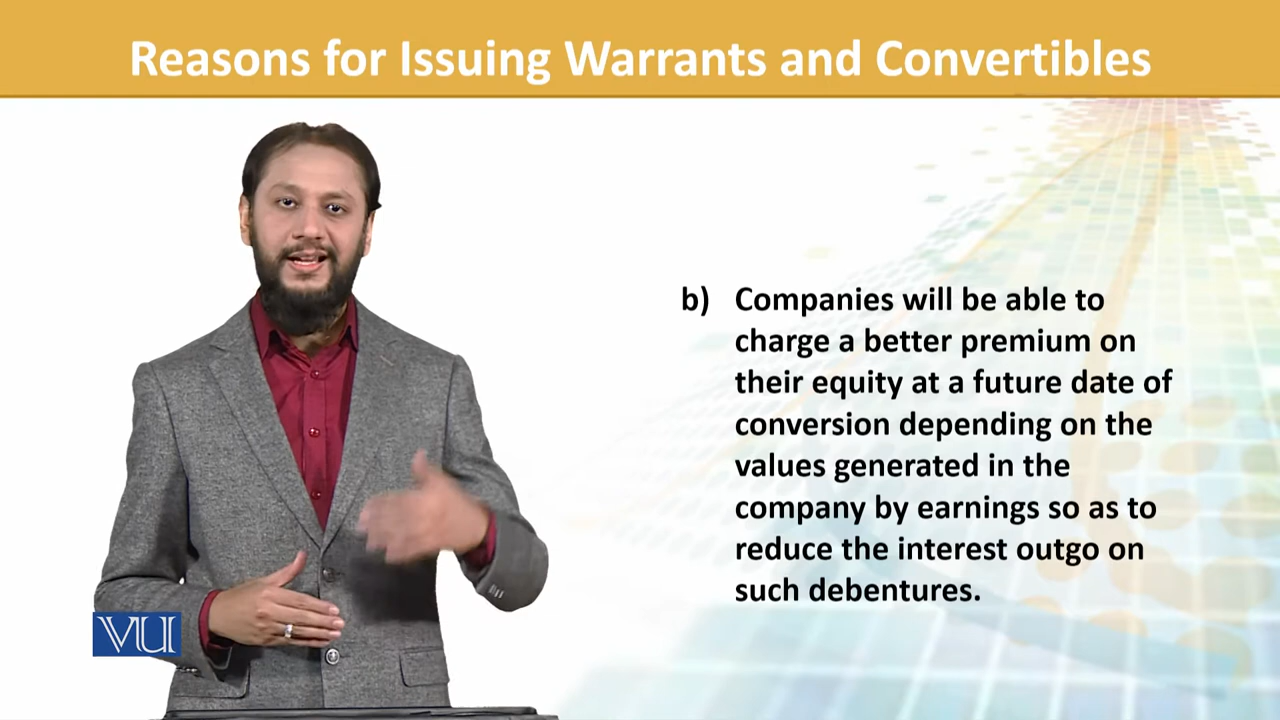 Reasons for Issuing Warrants and Convertibles
b) Companies will be able to
charge a better premium on
their equity at a future date of
conversion depending on the
values generated in the
company by earnings so as to
reduce the interest outgo on
such debentures.
VU